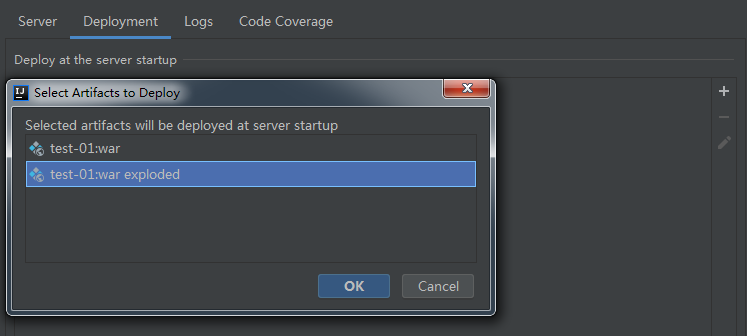 Server Deployment Logs Code Coverage
Deploy at the server startup
Select Artifacts to Deploy
Selected artifacts will be deployed at server startup
test-01:war
test-01:war exploded
OK Cancel